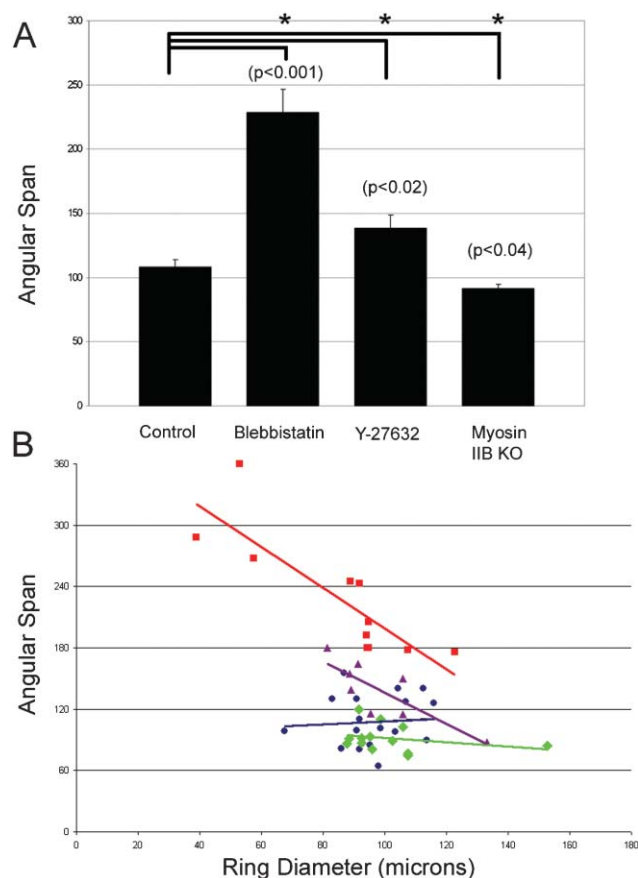 A
* * *
300
(p<0.001)
250
200
(p<0.02)
150
(p<0.04)
100
50
0
Angular Span
Control Blebbistatin Y-27632 Myosin
IIB KO
B
360
300
240
180
120
60
0
Angular Span
0 20 40 60 80 100 120 140 160 180
Ring Diameter (microns)